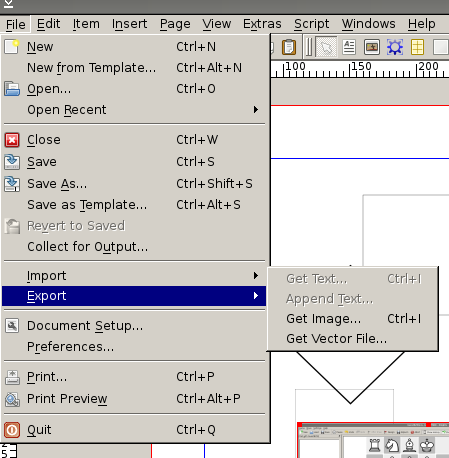 File Edit Item Insert Page View Extras Script Windows Help
New Ctrl+N
New from Template... Ctrl+Alt+N
Open... Ctrl+O
Open Recent
Close Ctrl+W
Save Ctrl+S
Save As... Ctrl+Shift+S
Save as Template... Ctrl+Alt+S
Revert to Saved
Collect for Output...
Import
Export
Document Setup...
Preferences...
Print... Ctrl+P
Print Preview Ctrl+Alt+P
Quit Ctrl+Q
100 150 200
Get Text... Ctrl+I
Append Text...
Get Image... Ctrl+I
Get Vector File...